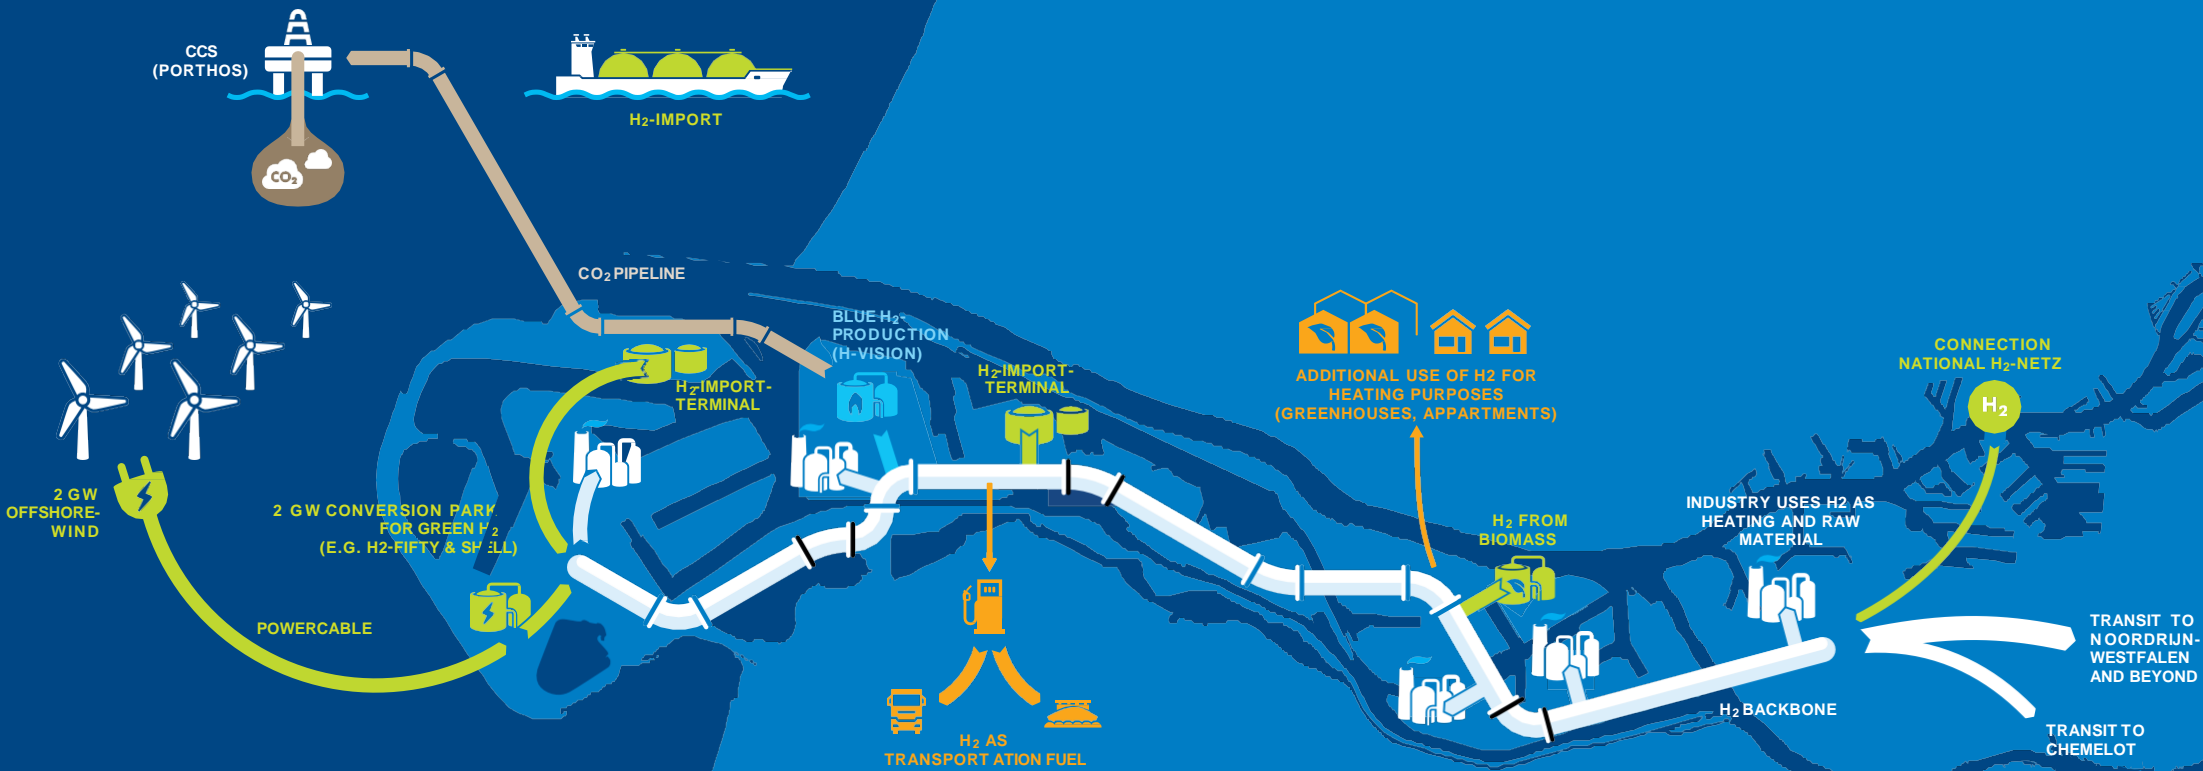 CCS
(PORTHOS)
CO2
H2-IMPORT
CO2 PIPELINE
BLUE H2-
PRODUCTION
(H-VISION)
H2-IMPORT-
TERMINAL
H2-IMPORT-
TERMINAL
ADDITIONAL USE OF H2 FOR
HEATING PURPOSES
(GREENHOUSES, APPARTMENTS)
CONNECTION
NATIONAL H2-NETZ
H2
2 GW
OFFSHORE-
WIND
2 GW CONVERSION PARK
FOR GREEN H2
(E.G. H2-FIFTY & SHELL)
POWERCABLE
H2 FROM
BIOMASS
INDUSTRY USES H2 AS
HEATING AND RAW
MATERIAL
TRANSIT TO
NOORDRIJN-
WESTFALEN
AND BEYOND
H2 BACKBONE
TRANSIT TO
CHEMELOT
H2 AS
TRANSPORT ATION FUEL